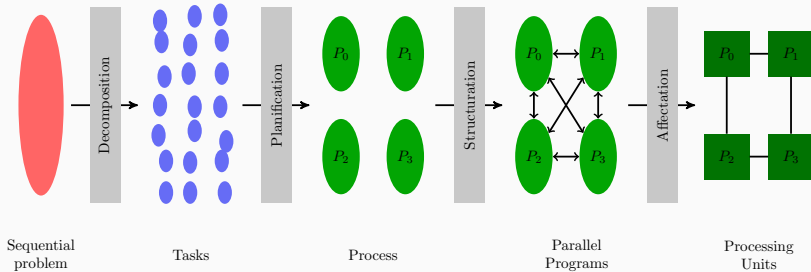 Decomposition
Planification
Structuration
Affectation
P0 P1
P2 P3
P0 P1
P2 P3
P0 P1
P2 P3
Sequential
problem
Tasks
Process
Parallel
Programs
Processing
Units